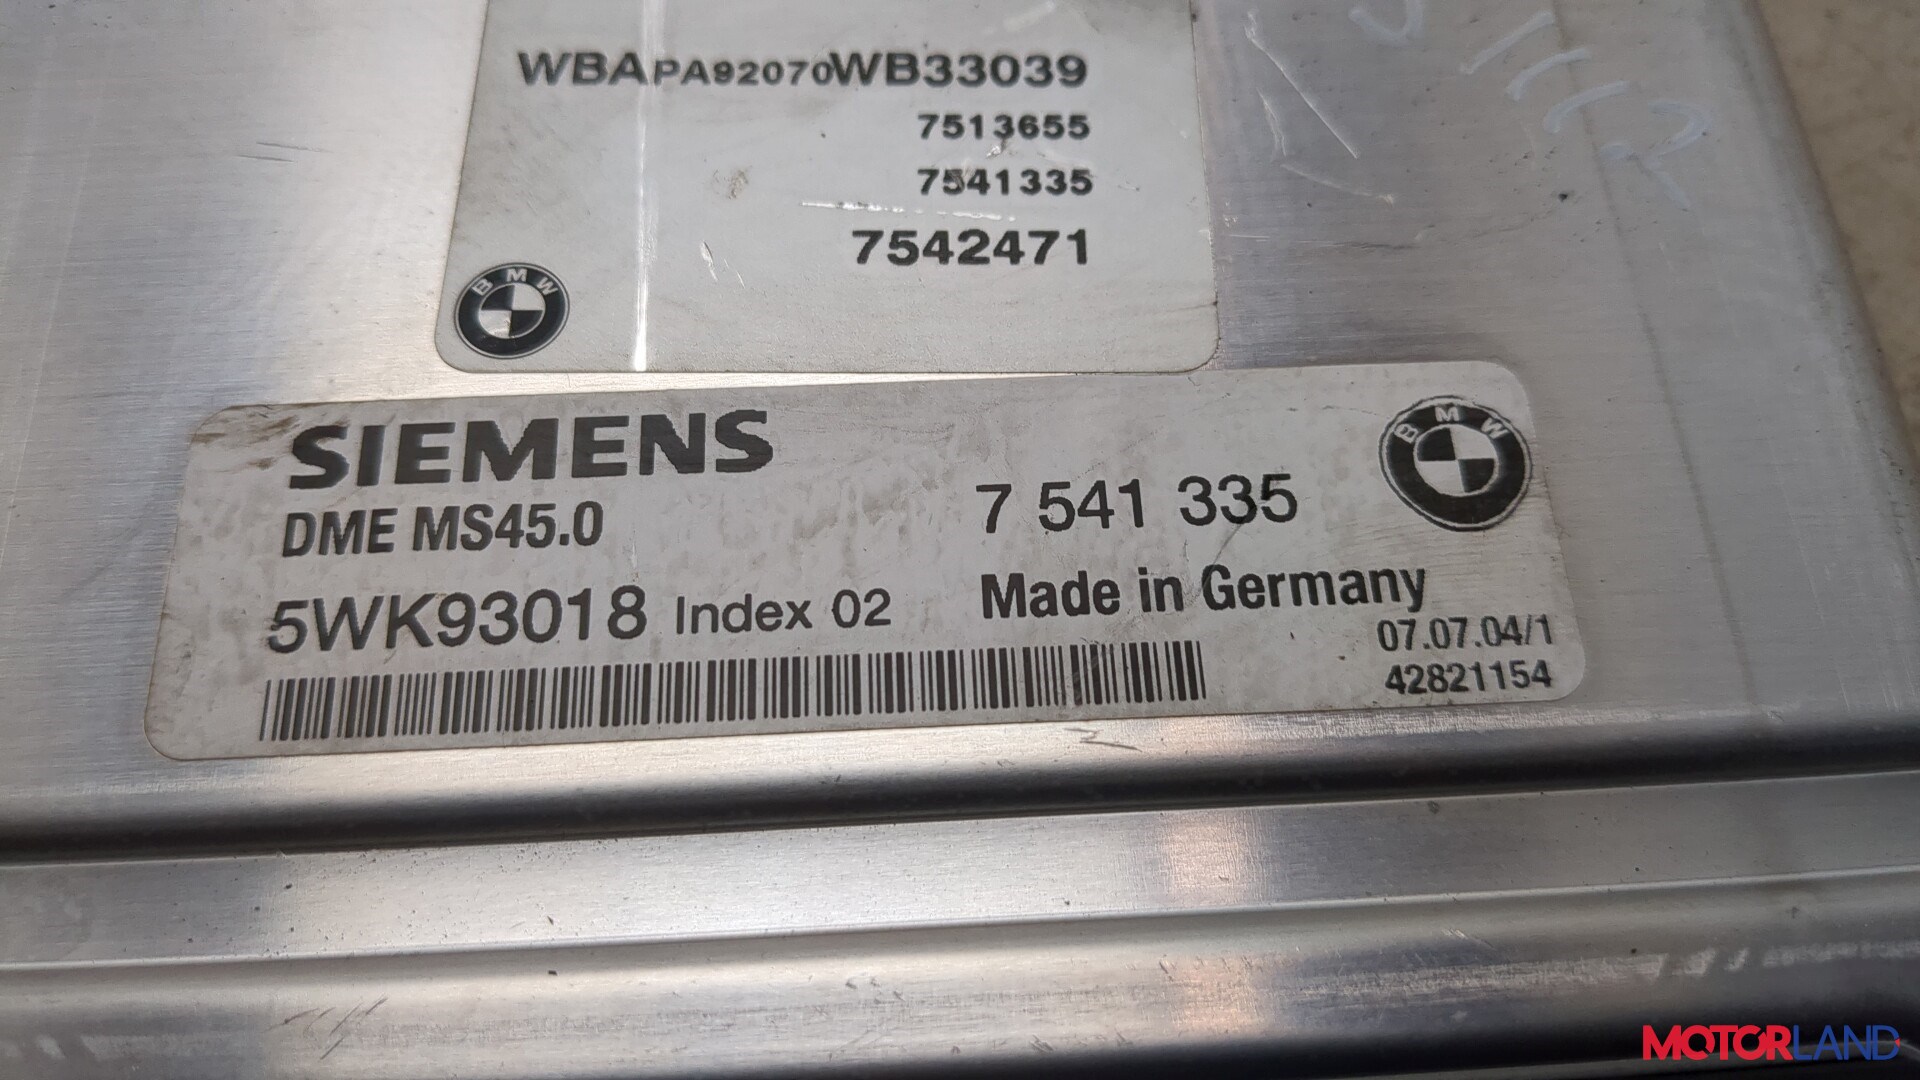 WBAPA92070WB33039
7513655
7541335
7542471
BMW
SIEMENS
BMW
DME MS45.0
7 541 335
5WK93018 Index 02
Made in Germany
07.07.04/1
42821154
MOTORLAND